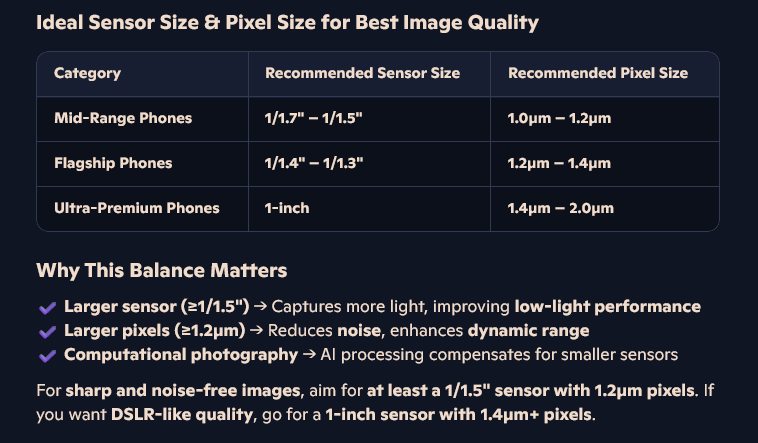 Ideal Sensor Size & Pixel Size for Best Image Quality
Category Recommended Sensor Size Recommended Pixel Size
Mid-Range Phones 1/1.7" – 1/1.5" 1.0µm – 1.2µm
Flagship Phones 1/1.4" – 1/1.3" 1.2µm – 1.4µm
Ultra-Premium Phones 1-inch 1.4µm – 2.0µm
Why This Balance Matters
✔ Larger sensor (≥1/1.5") → Captures more light, improving low-light performance
✔ Larger pixels (≥1.2µm) → Reduces noise, enhances dynamic range
✔ Computational photography → AI processing compensates for smaller sensors
For sharp and noise-free images, aim for at least a 1/1.5" sensor with 1.2µm pixels. If
you want DSLR-like quality, go for a 1-inch sensor with 1.4µm+ pixels.